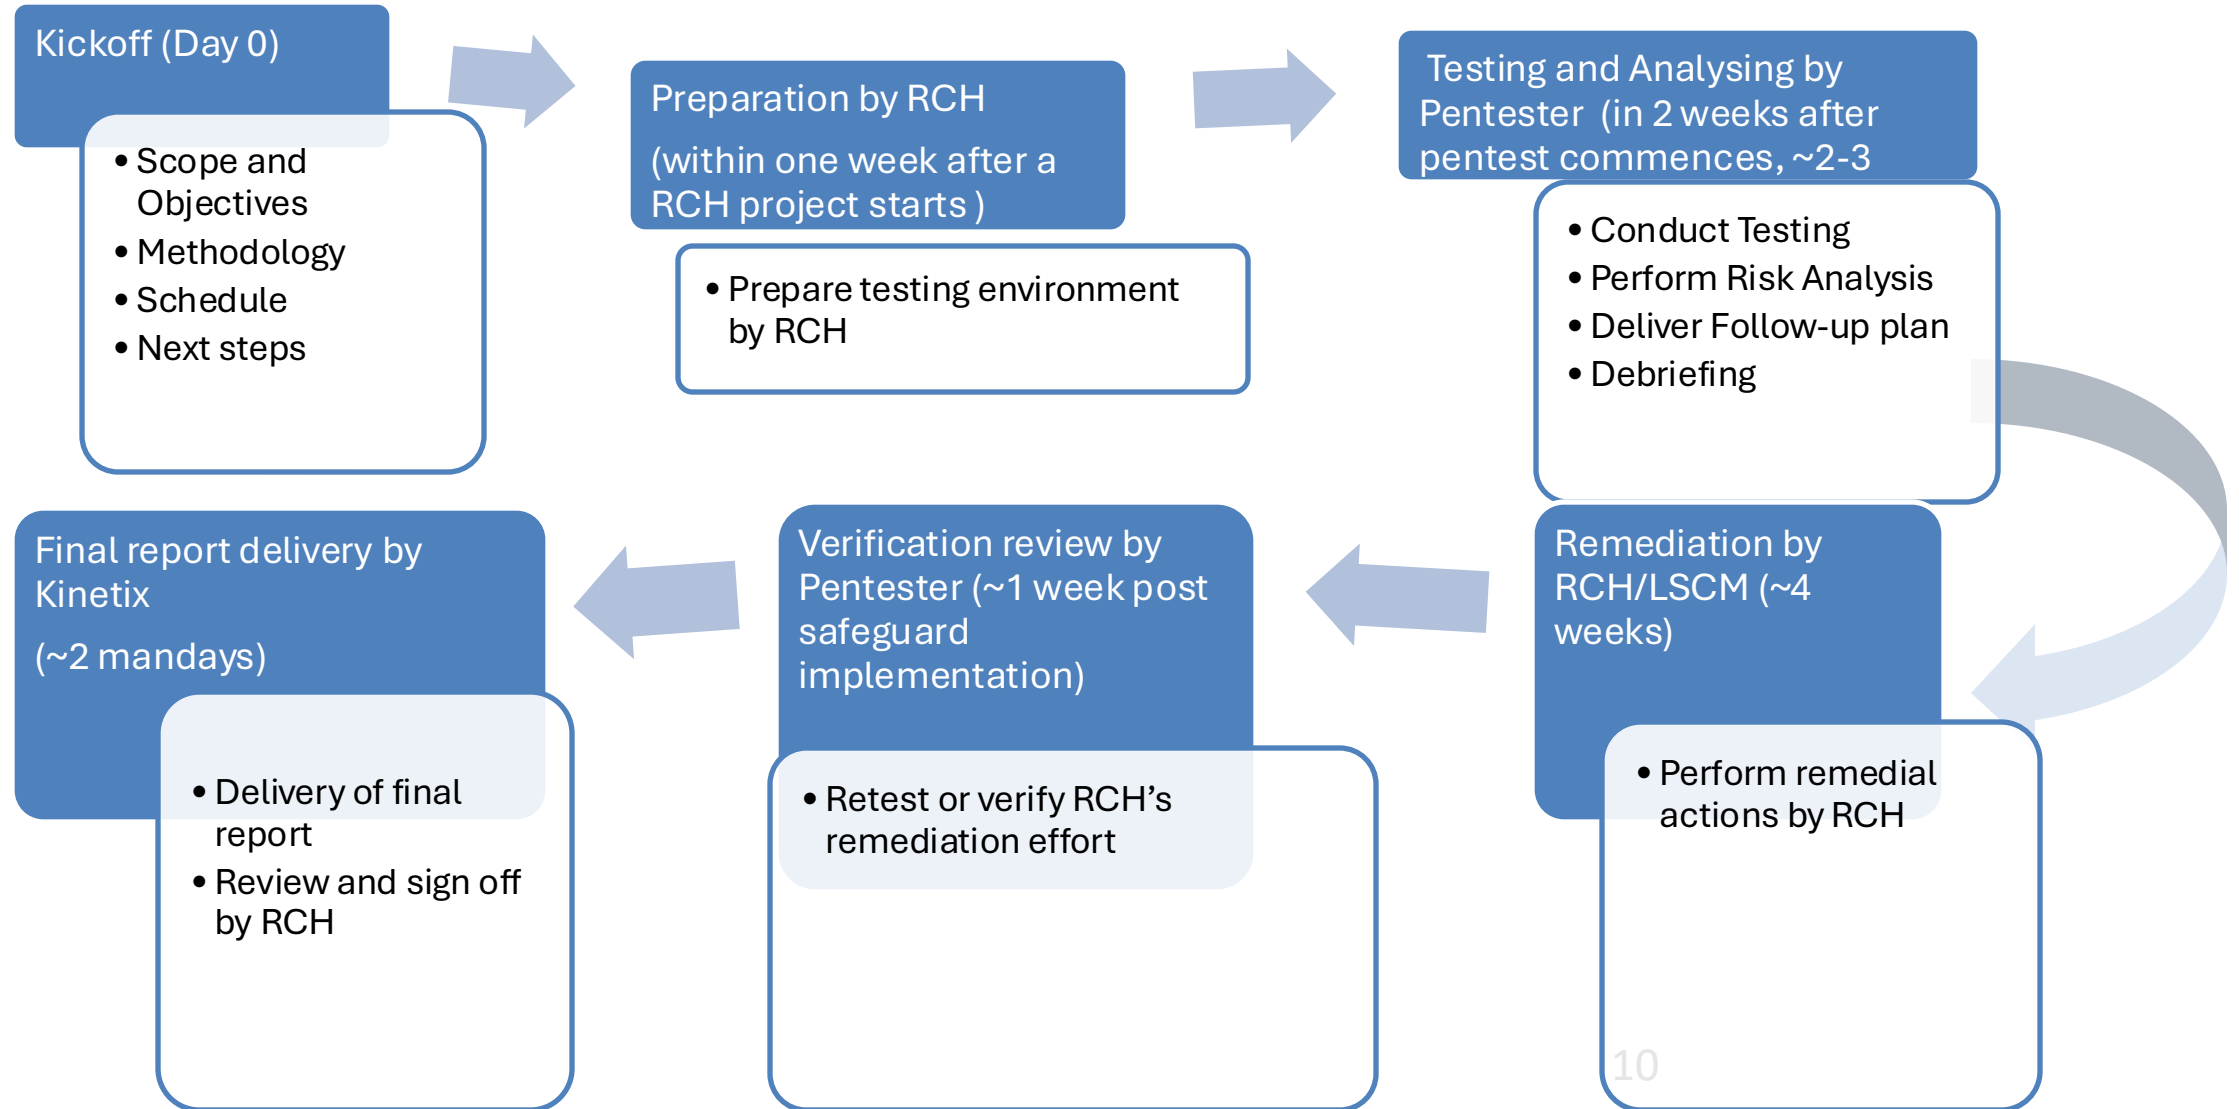 Kickoff (Day 0)
• Scope and
Objectives
• Methodology
• Schedule
• Next steps
Preparation by RCH
(within one week after a
RCH project starts )
• Prepare testing environment
by RCH
Testing and Analysing by
Pentester (in 2 weeks after
pentest commences, ~2-3
• Conduct Testing
• Perform Risk Analysis
• Deliver Follow-up plan
• Debriefing
Remediation by
RCH/LSCM (~4
weeks)
• Perform remedial
actions by RCH
Verification review by
Pentester (~1 week post
safeguard
implementation)
• Retest or verify RCH’s
remediation effort
Final report delivery by
Kinetix
(~2 mandays)
• Delivery of final
report
• Review and sign off
by RCH
10